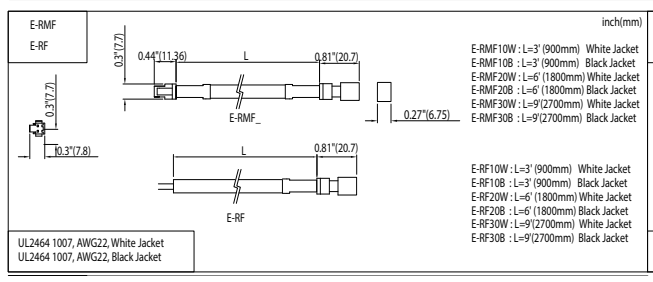 E-RMF
E-RF
inch(mm)
0.3"(7.7)
0.44"(11.36)
L
0.81"(20.7)
0.3"(7.7)
0.3"(7.8)
E-RMF_
0.27"(6.75)
E-RMF10W : L=3' (900mm) White Jacket
E-RMF10B : L=3' (900mm) Black Jacket
E-RMF20W : L=6' (1800mm) White Jacket
E-RMF20B : L=6' (1800mm) Black Jacket
E-RMF30W : L=9'(2700mm) White Jacket
E-RMF30B : L=9'(2700mm) Black Jacket
L
0.81"(20.7)
E-RF
E-RF10W : L=3' (900mm) White Jacket
E-RF10B : L=3' (900mm) Black Jacket
E-RF20W : L=6' (1800mm) White Jacket
E-RF20B : L=6' (1800mm) Black Jacket
E-RF30W : L=9'(2700mm) White Jacket
E-RF30B : L=9'(2700mm) Black Jacket
UL2464 1007, AWG22, White Jacket
UL2464 1007, AWG22, Black Jacket